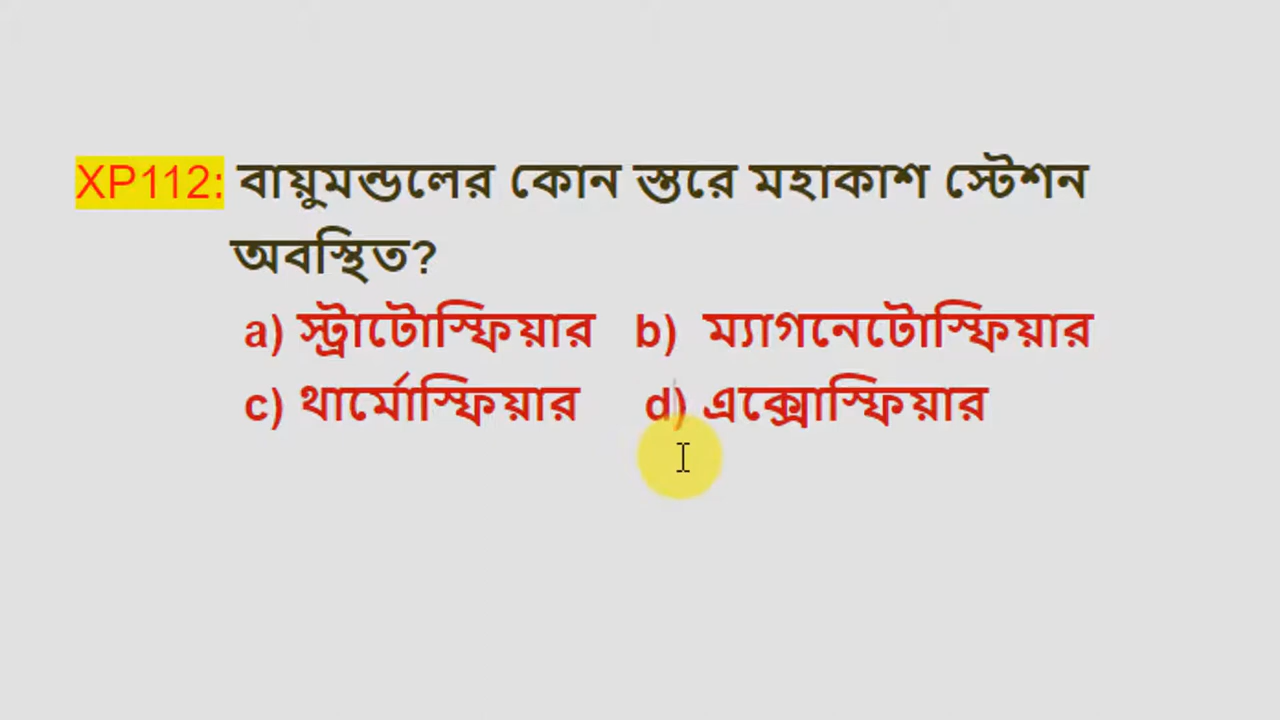 XP112: বায়ুমন্ডলের কোন স্তরে মহাকাশ স্টেশন
অবস্থিত?
a) স্ট্রাটোস্ফিয়ার b) ম্যাগনেটোস্ফিয়ার
c) থার্মোস্ফিয়ার d) এক্সোস্ফিয়ার